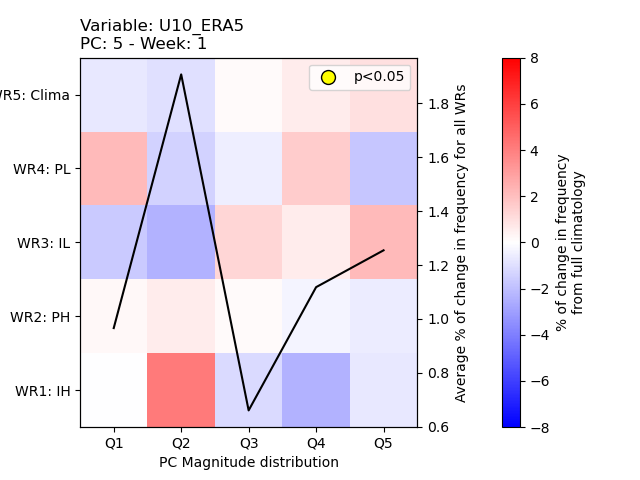 Variable: U10_ERA5
PC: 5 - Week: 1
p<0.05
WR5: Clima
WR4: PL
WR3: IL
WR2: PH
WR1: IH
Q1 Q2 Q3 Q4 Q5
PC Magnitude distribution
1.8
1.6
1.4
1.2
1.0
0.8
0.6
Average % of change in frequency for all WRs
8
6
4
2
0
−2
−4
−6
−8
% of change in frequency
from full climatology